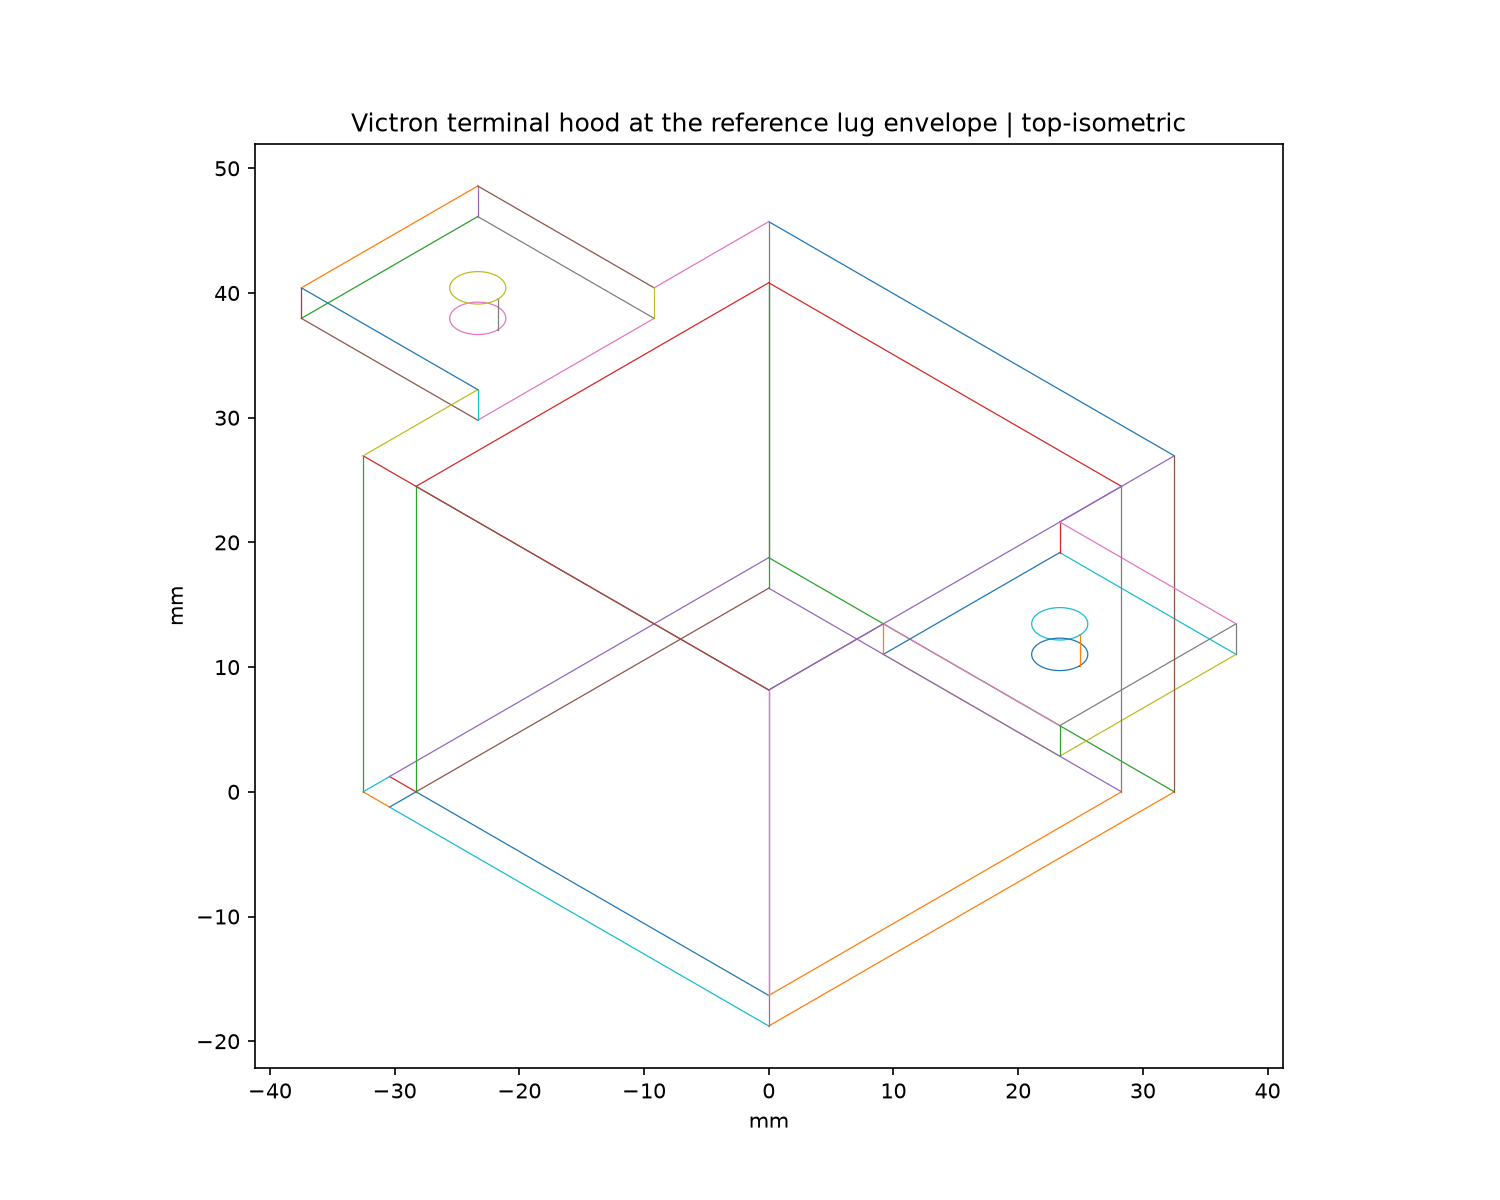 Victron terminal hood at the reference lug envelope | top-isometric
50
40
30
20
10
0
−10
−20
mm
−40 −30 −20 −10 0 10 20 30 40
mm